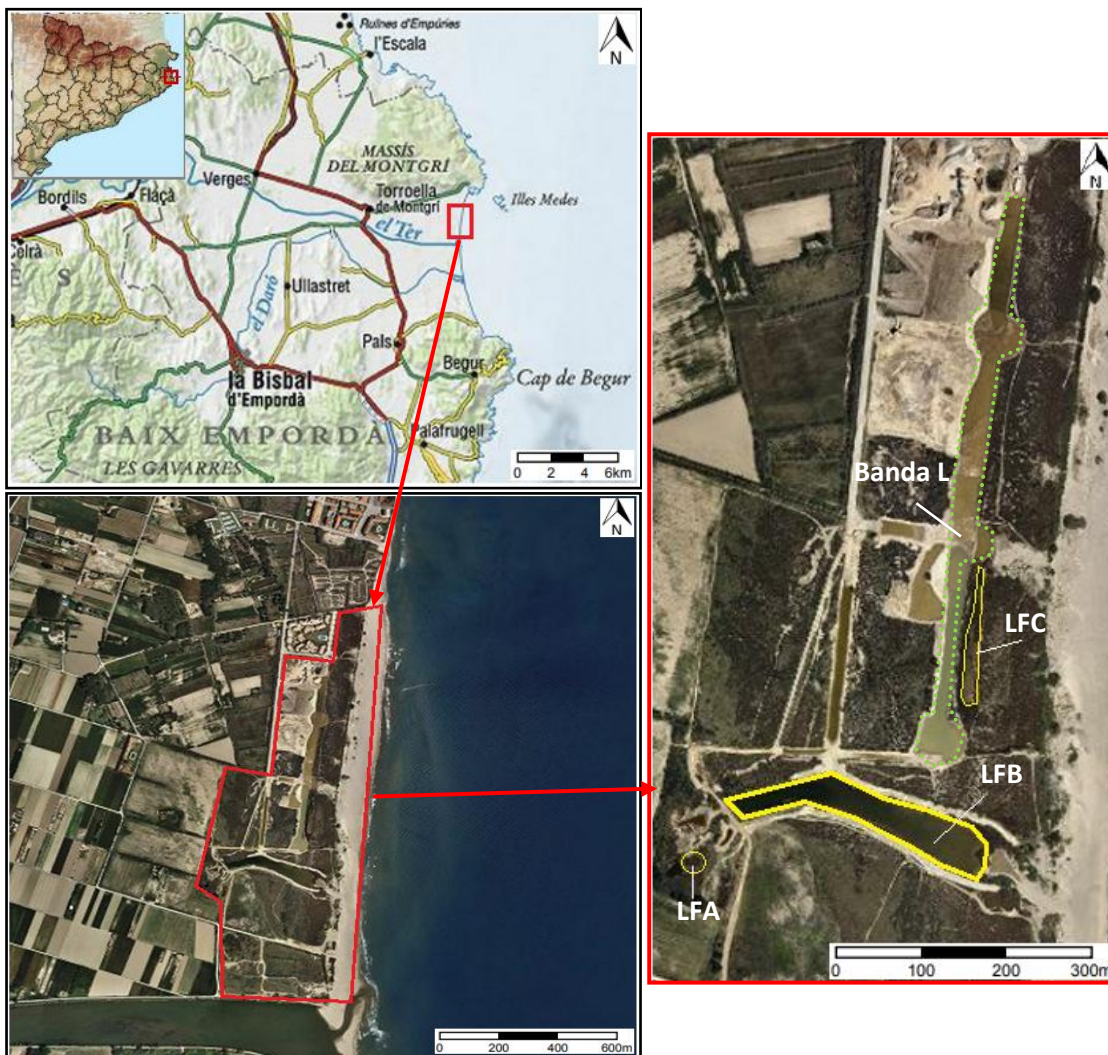 Ruïnes d'Empúries
l'Escala
N
MASSÍS
DEL MONTGRÍ
Verges
Flaçà
Bordils
Torroella
de Montgrí
Illes Medes
Celrà
el Ter
S
Ullastret
el Daró
Pals
Begur
la Bisbal
d'Empordà
Cap de Begur
BAIX EMPORDÀ
Palafrugell
LES GAVARRES
0 2 4 6km
N
0 200 400 600m
N
Banda L
LFC
LFB
LFA
0 100 200 300m